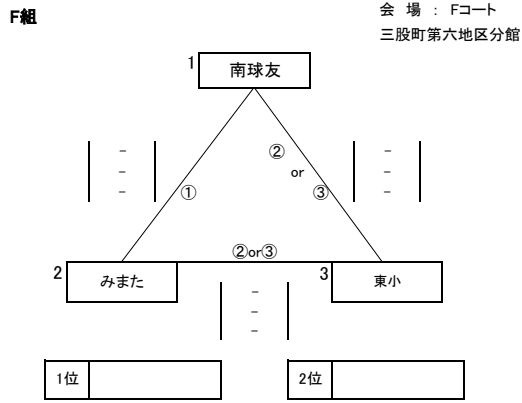 F組
会 場 : Fコート
三股町第六地区分館
1 南球友
- -
② 
- -
or
- ① ③ -
②or③
2 みまた 3 東小
-
-
-
1位 2位